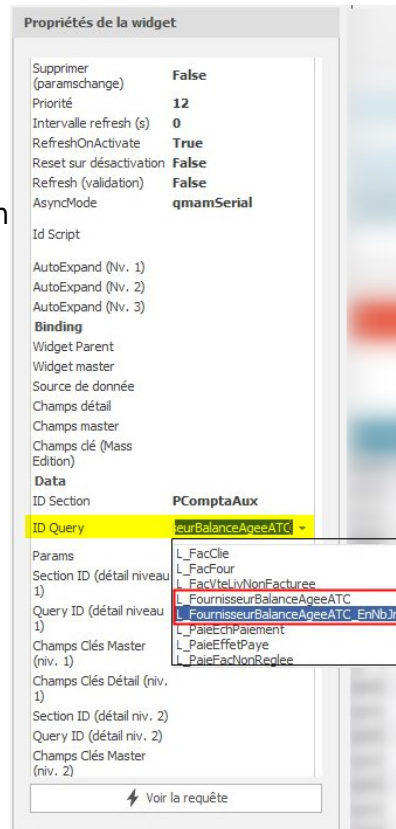 Propriétés de la widget
Supprimer
(paramschange) False
Priorité 12
Intervalle refresh (s) 0
RefreshOnActivate True
Reset sur désactivation False
Refresh (validation) False
AsyncMode qmamSerial
Id Script
AutoExpand (Nv. 1)
AutoExpand (Nv. 2)
AutoExpand (Nv. 3)
Binding
Widget Parent
Widget master
Source de donnée
Champs détail
Champs master
Champs clé (Mass
Edition)
Data
ID Section PComptaAux
ID Query seurBalanceAgeeATC
Params
L_FacClie
L_FacFour
L_FacVteLivNonFacturee
L_FournisseurBalanceAgeeATC
L_FournisseurBalanceAgeeATC_EnNbJr
L_PaieEchPaiement
L_PaieEffetPaye
L_PaieFacNonReglee
Section ID (détail niveau
1)
Query ID (détail niveau
1)
Champs Clés Master
(niv. 1)
Champs Clés Détail (niv.
1)
Section ID (détail niv. 2)
Query ID (détail niv. 2)
Champs Clés Master
(niv. 2)
Voir la requête